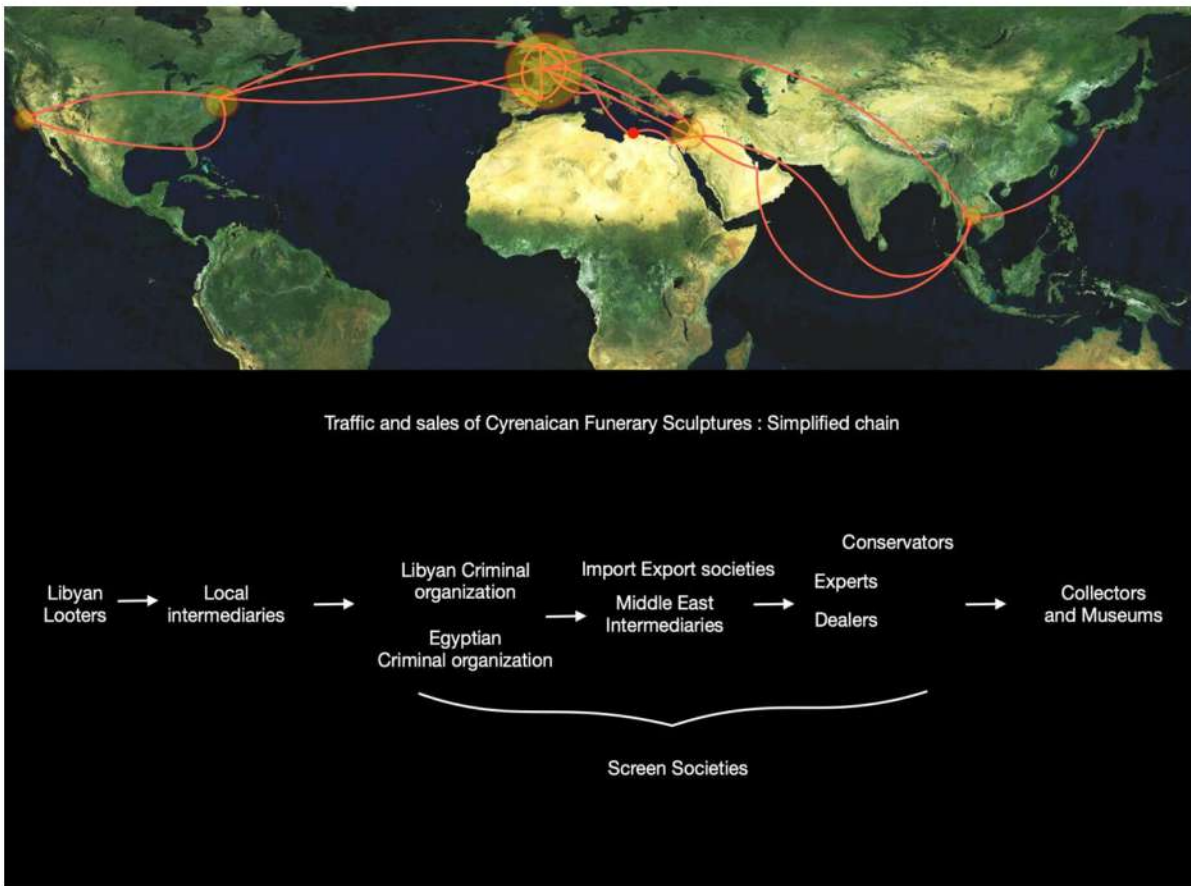 Traffic and sales of Cyrenaican Funerary Sculptures : Simplified chain
Libyan
Looters
Local
intermediaries
Libyan Criminal
organization
Egyptian
Criminal organization
Import Export societies
Middle East
Intermediaries
Conservators
Experts
Dealers
Collectors
and Museums
Screen Societies